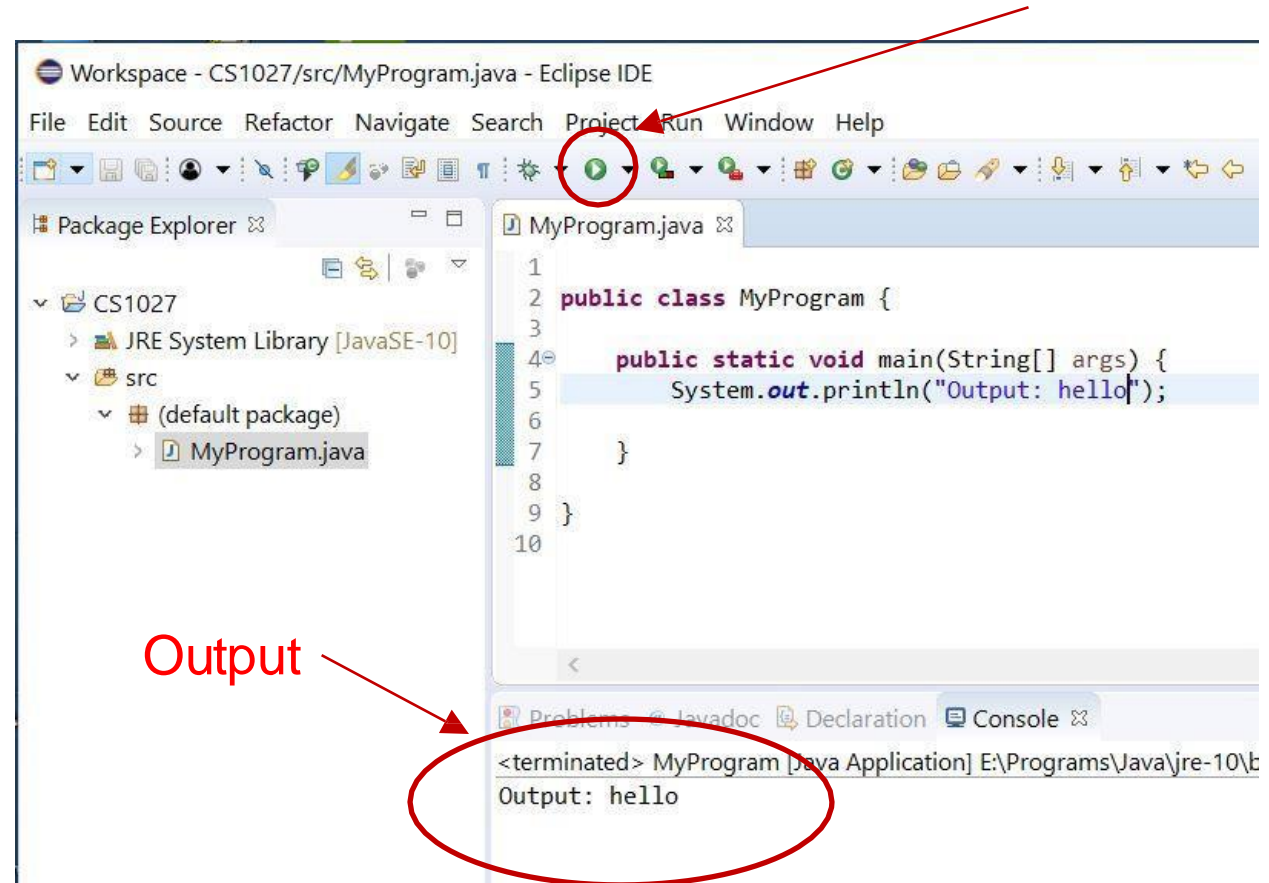 Workspace - CS1027/src/MyProgram.java - Eclipse IDE
File Edit Source Refactor Navigate Search Project Run Window Help
Package Explorer
MyProgram.java
CS1027
JRE System Library [JavaSE-10]
src
(default package)
MyProgram.java
1
2 public class MyProgram {
3
4 public static void main(String[] args) {
5 System.out.println("Output: hello");
6
7 }
8
9 }
10
Output
Problems @ Javadoc Declaration Console
<terminated> MyProgram [Java Application] E:\Programs\Java\jre-10\b
Output: hello